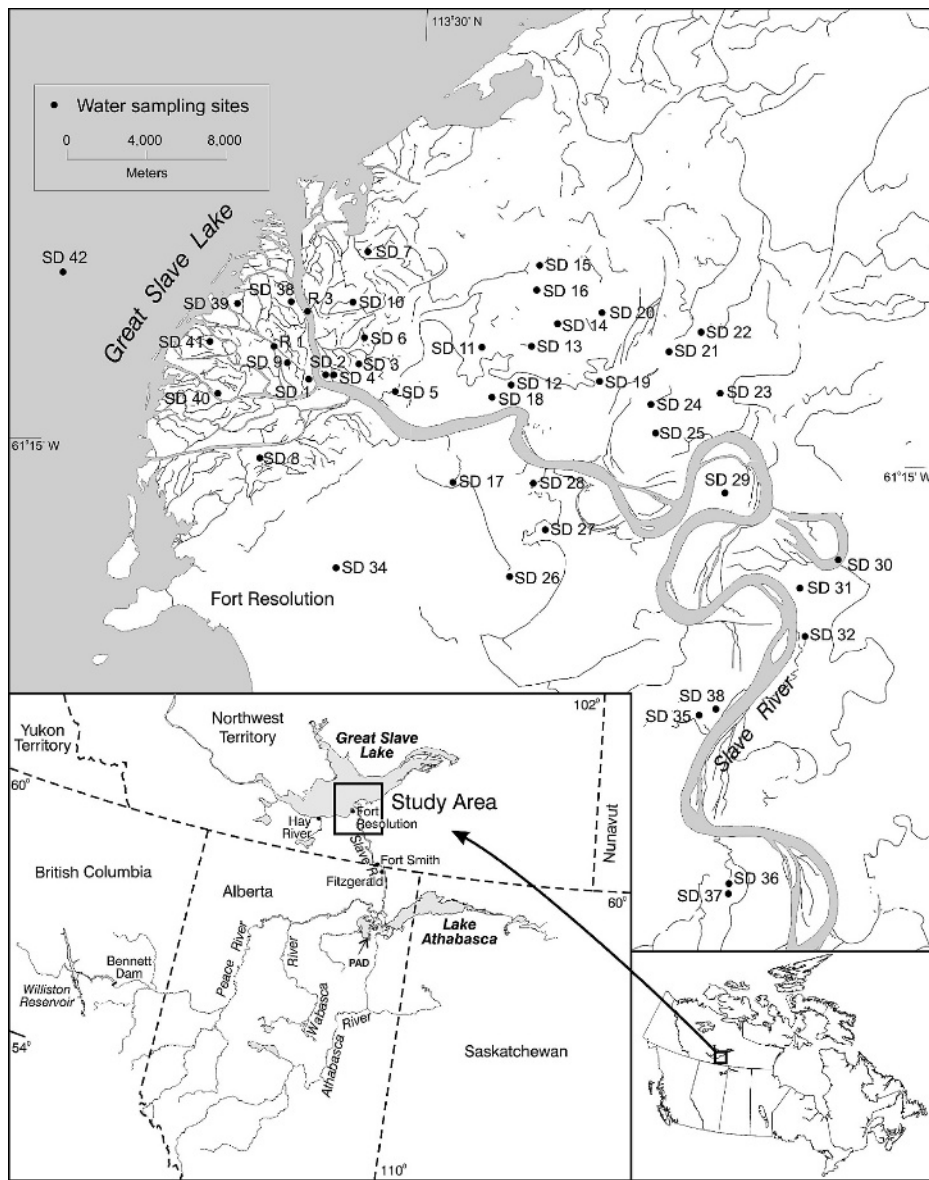 113°30' N
Water sampling sites
0 4,000 8,000
Meters
Great Slave Lake
SD 42
SD 7
SD 15
SD 38
SD 39
R 3
SD 10
SD 16
SD 20
SD 14
SD 22
SD 41
R 1
SD 6
SD 11
SD 13
SD 21
SD 9
SD 2
SD 3
SD 4
SD 1
SD 40
SD 5
SD 12
SD 19
SD 18
SD 24
SD 23
61°15' W
SD 25
SD 8
SD 17
SD 28
SD 29
61°15' W
SD 27
SD 34
SD 26
SD 30
SD 31
Fort Resolution
SD 32
SD 38
SD 35
Slave River
SD 36
SD 37
102°
Yukon
Territory
Northwest
Territory
Great Slave
Lake
60°
Study Area
Fort
Resolution
Hay
River
Slave R.
Nunavut
Fort Smith
Fitzgerald
British Columbia
Alberta
60°
Lake
Athabasca
Peace River
River
Wabasca
PAD
Bennett
Dam
Williston
Reservoir
Athabasca River
54°
Saskatchewan
110°